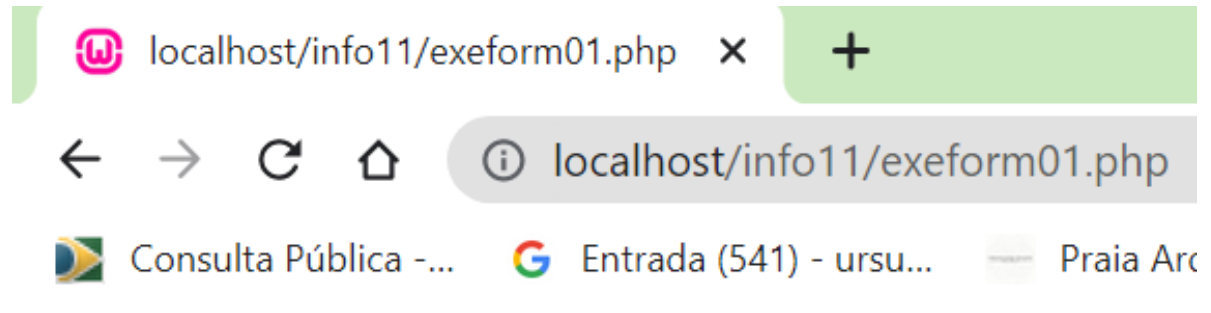 localhost/info11/exeform01.php
localhost/info11/exeform01.php
Consulta Pública -... Entrada (541) - ursu... Praia Arc